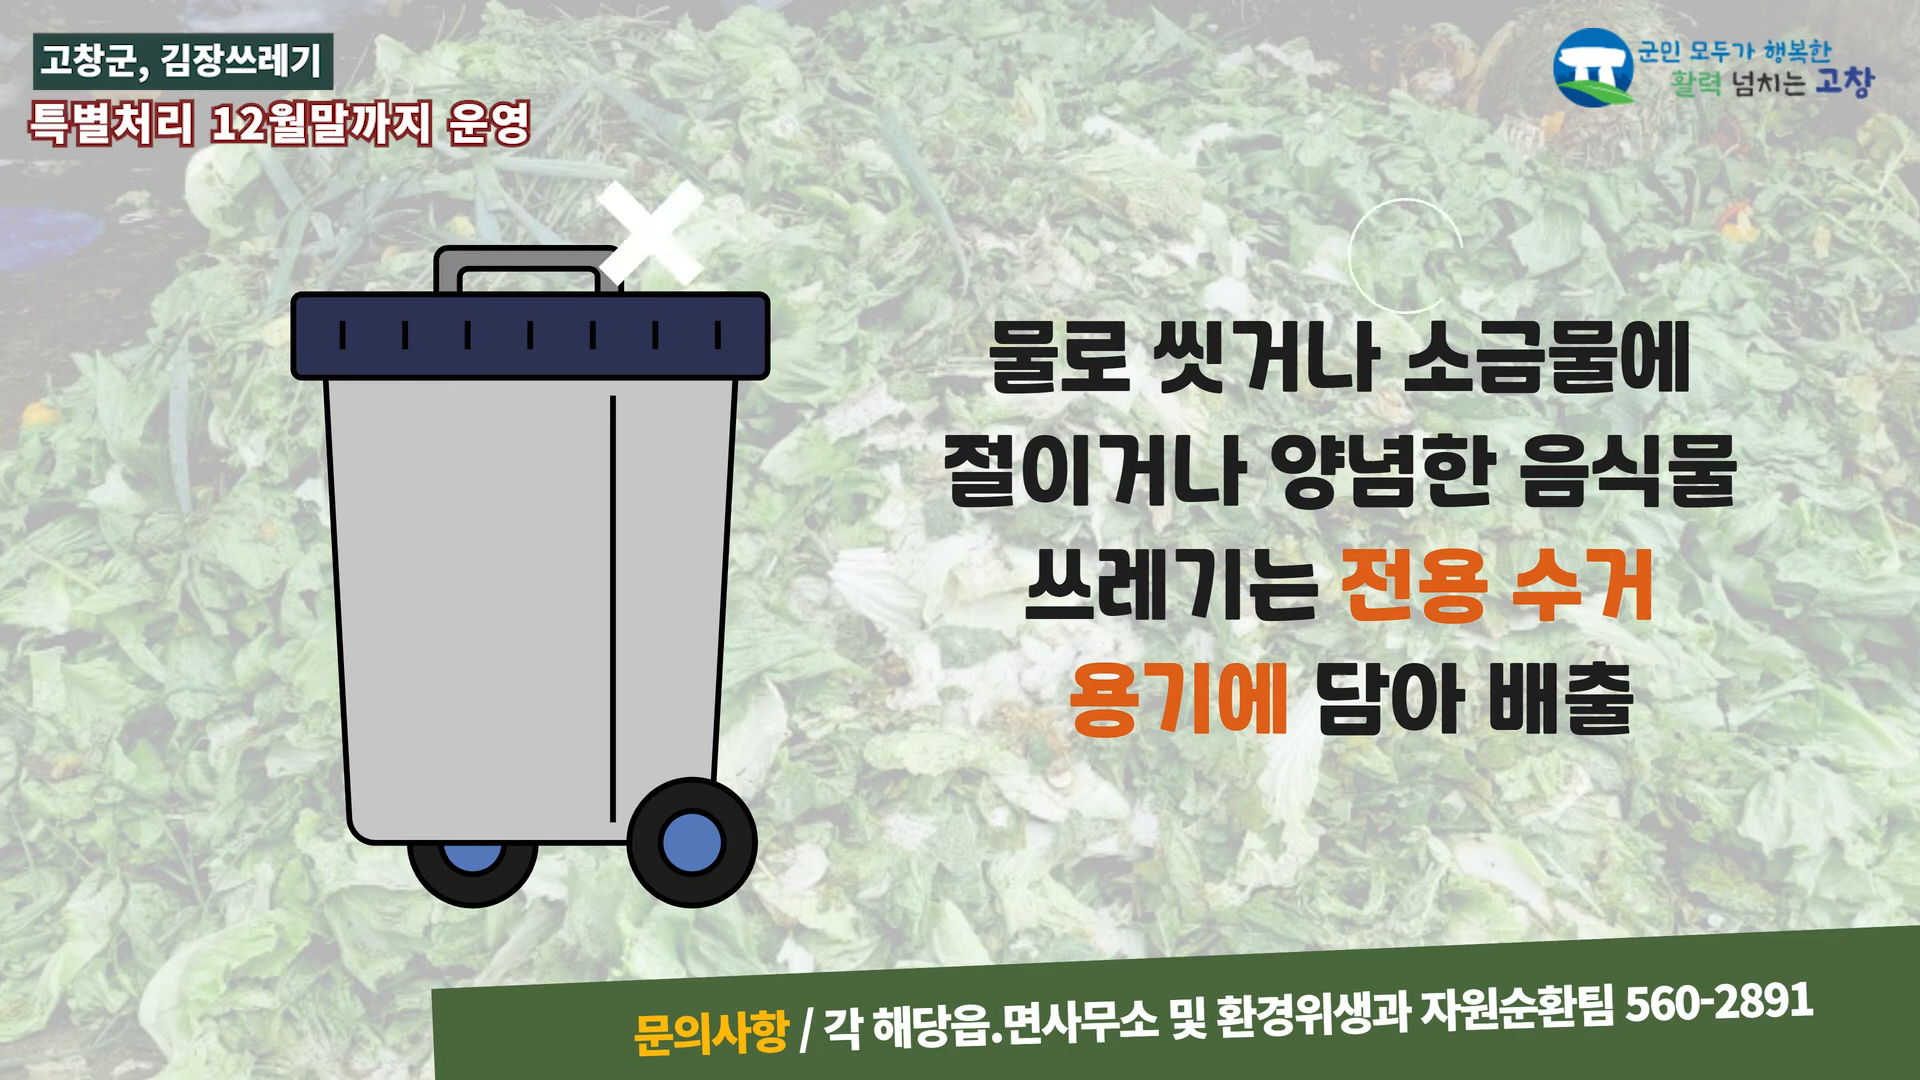 고창군, 김장쓰레기
특별처리 12월말까지 운영
군민 모두가 행복한
활력 넘치는 고창
물로 씻거나 소금물에
절이거나 양념한 음식물
쓰레기는 전용 수거
용기에 담아 배출
문의사항 / 각 해당읍.면사무소 및 환경위생과 자원순환팀 560-2891